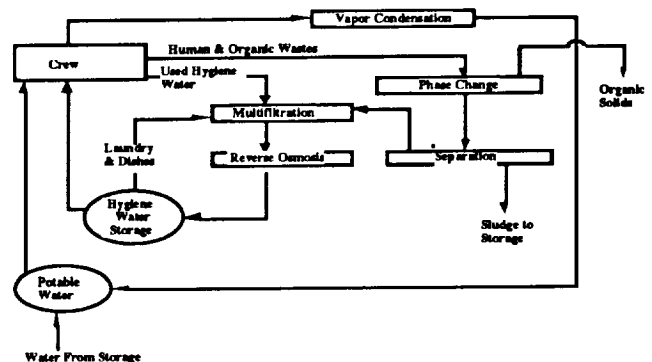 Vapor Condensation
Human & Organic Wastes
Crew
Used Hygiene
Water
Phase Change
Organic
Solids
Multifiltration
Laundry
& Dishes
Reverse Osmosis
Separation
Hygiene
Water
Storage
Sludge to
Storage
Potable
Water
Water From Storage